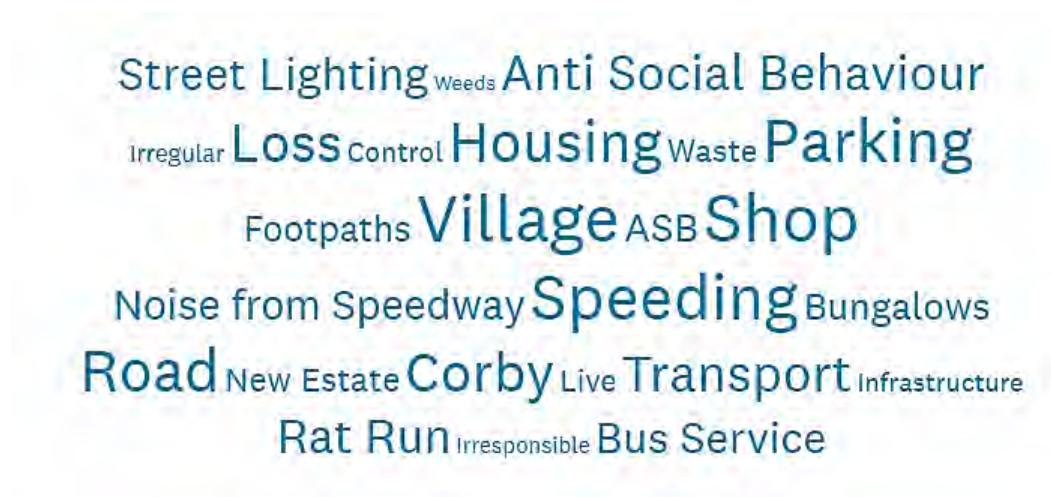 Street Lighting Weeds Anti Social Behaviour
Irregular Loss Control Housing Waste Parking
Footpaths Village ASB Shop
Noise from Speedway Speeding Bungalows
Road New Estate Corby Live Transport Infrastructure
Rat Run Irresponsible Bus Service